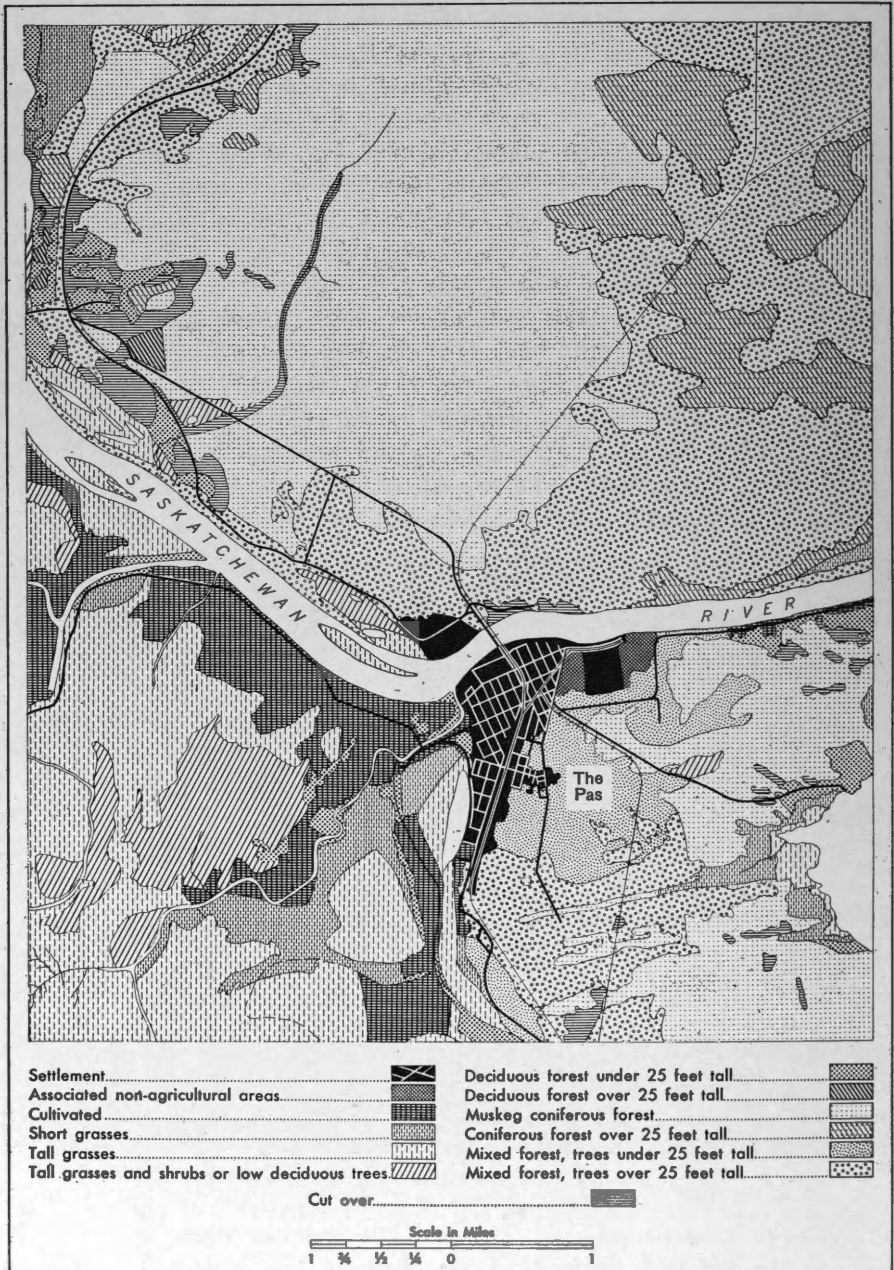 SASKATCHEWAN
RIVER
The
Pas
Settlement
Associated non-agricultural areas
Cultivated
Short grasses
Tall grasses
Tall grasses and shrubs or low deciduous trees
Deciduous forest under 25 feet tall
Deciduous forest over 25 feet tall
Muskeg coniferous forest
Coniferous forest over 25 feet tall
Mixed forest, trees under 25 feet tall
Mixed forest, trees over 25 feet tall
Cut over
Scale in Miles
1 ¾ ½ ¼ 0 1